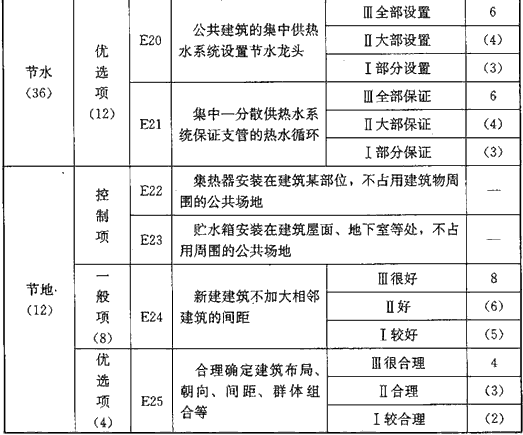 节水
(36)
优选项
(12)
E20
公共建筑的集中供热
水系统设置节水龙头
Ⅲ全部设置 6
Ⅱ大部设置 (4)
Ⅰ部分设置 (3)
E21
集中—分散供热水系
统保证支管的热水循环
Ⅲ全部保证 6
Ⅱ大部保证 (4)
Ⅰ部分保证 (3)
节地
(12)
控制项
E22
集热器安装在建筑某部位,不占用建筑物周
围的公共场地
—
E23
贮水箱安装在建筑屋面、地下室等处,不占
用周围的公共场地
—
一般项
(8)
E24
新建建筑不加大相邻
建筑的间距
Ⅲ很好 8
Ⅱ好 (6)
Ⅰ较好 (5)
优选项
(4)
E25
合理确定建筑布局、
朝向、间距、群体组
合等
Ⅲ很合理 4
Ⅱ合理 (3)
Ⅰ较合理 (2)